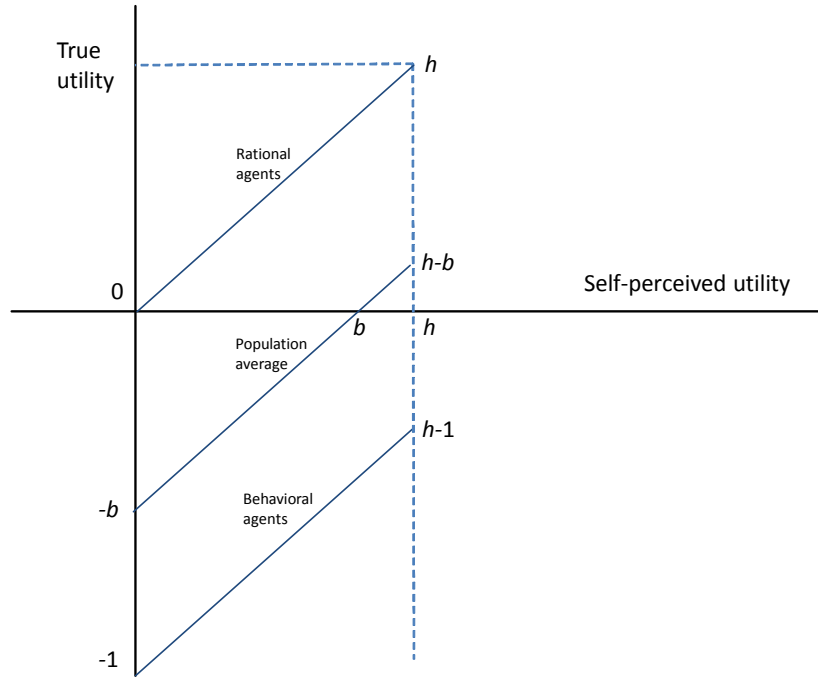 True
utility
h
Rational
agents
h-b
0
Self-perceived utility
b
h
Population
average
h-1
-b
Behavioral
agents
-1